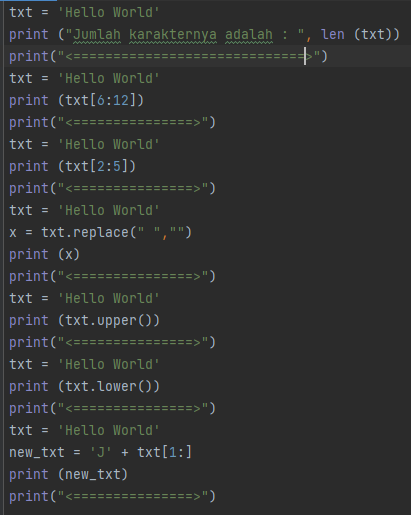 txt = 'Hello World'
print ("Jumlah karakternya adalah : ", len (txt))
print("<=============================>")
txt = 'Hello World'
print (txt[6:12])
print("<===============>")
txt = 'Hello World'
print (txt[2:5])
print("<===============>")
txt = 'Hello World'
x = txt.replace(" ","")
print (x)
print("<===============>")
txt = 'Hello World'
print (txt.upper())
print("<===============>")
txt = 'Hello World'
print (txt.lower())
print("<===============>")
txt = 'Hello World'
new_txt = 'J' + txt[1:]
print (new_txt)
print("<===============>")